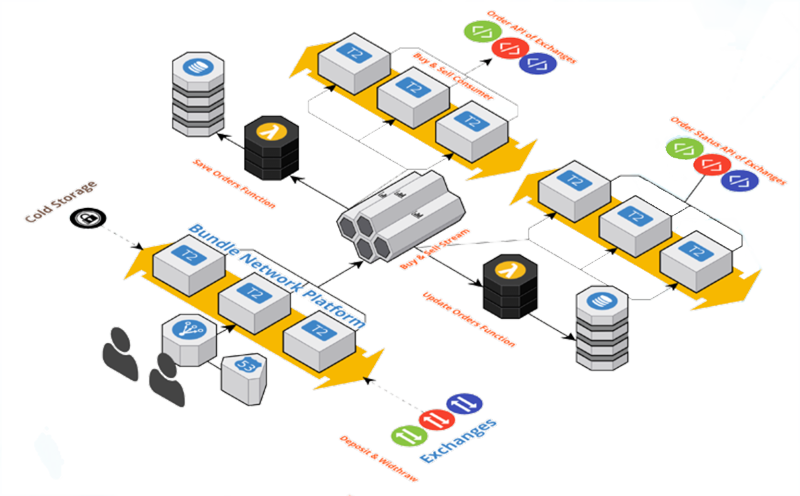 Order API of Exchanges
T2
Buy & Sell Consumer
T2
T2
Order Status API of Exchanges
λ
Save Orders Function
T2
T2
T2
Cold Storage
Buy & Sell-Stream
Bundle Network Platform
T2
T2
T2
λ
Update Orders Function
53
Exchanges
Deposit & Widthraw